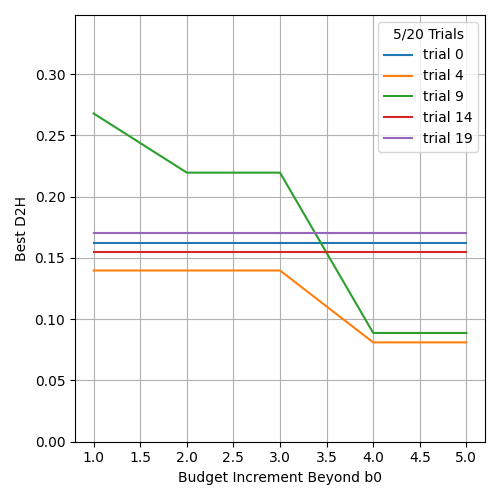 5/20 Trials
trial 0
trial 4
trial 9
trial 14
trial 19
Best D2H
0.30
0.25
0.20
0.15
0.10
0.05
0.00
1.0 1.5 2.0 2.5 3.0 3.5 4.0 4.5 5.0
Budget Increment Beyond b0